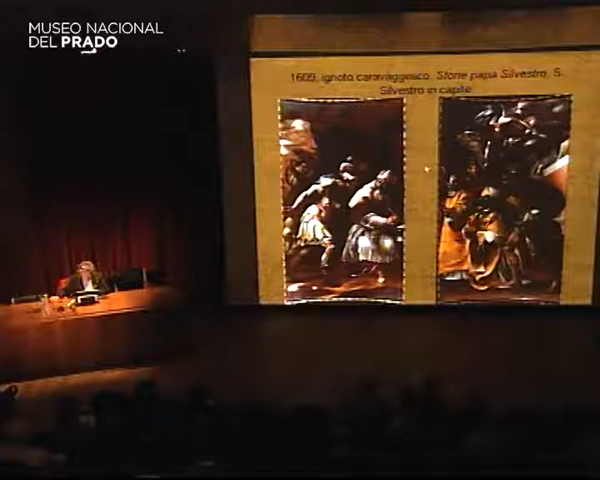 MUSEO NACIONAL
DEL PRADO
1609, ignoto caravaggesco, Storie papa Silvestro, S.
Silvestro in capite